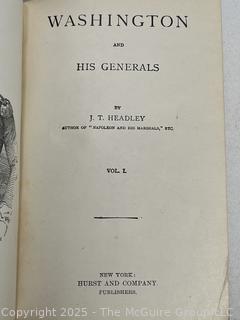 WASHINGTON
AND
HIS GENERALS
BY
J. T. HEADLEY
AUTHOR OF "NAPOLEON AND HIS MARSHALS," ETC.
VOL. I.
NEW YORK:
HURST AND COMPANY
PUBLISHERS.
Copyright © 2025 - The McGuire Group LLC